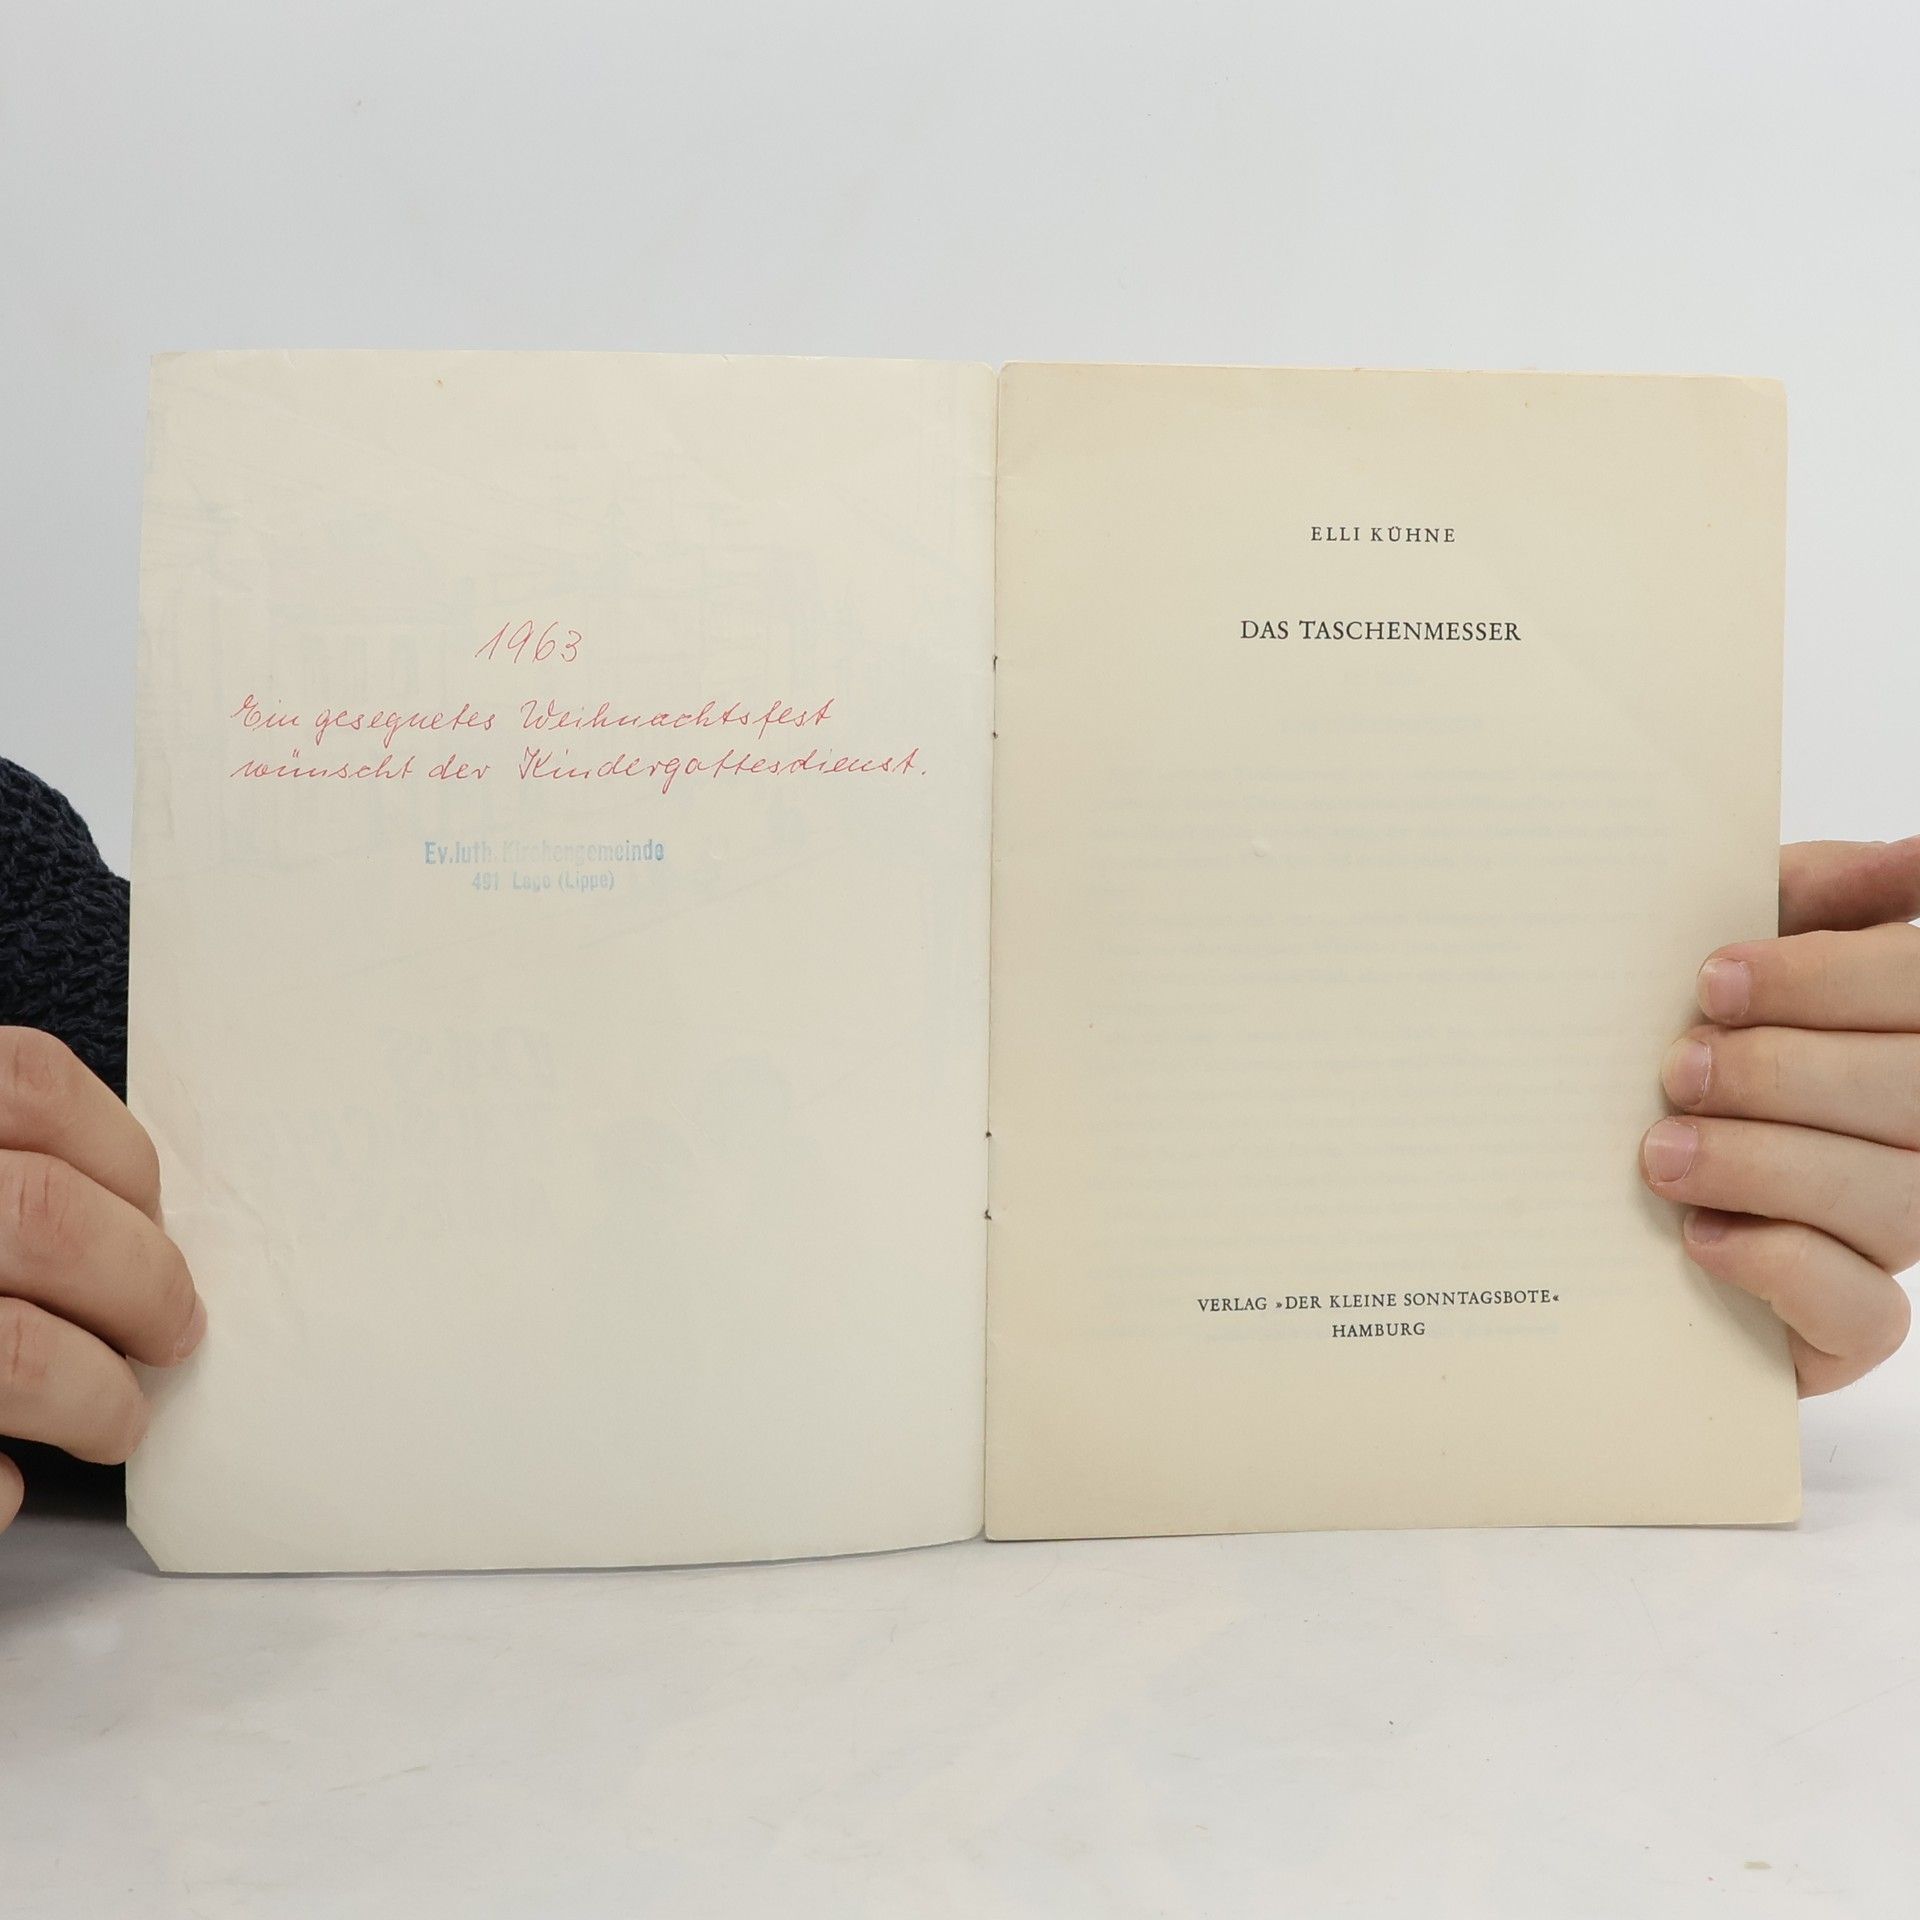 1963
Ein gesegnetes Weihnachtsfest
wünscht der Kindergottesdienst.
Ev.luth. Kirchengemeinde
491 Lage (Lippe)
ELLI KÜHNE
DAS TASCHENMESSER
VERLAG »DER KLEINE SONNTAGSBOTE«
HAMBURG